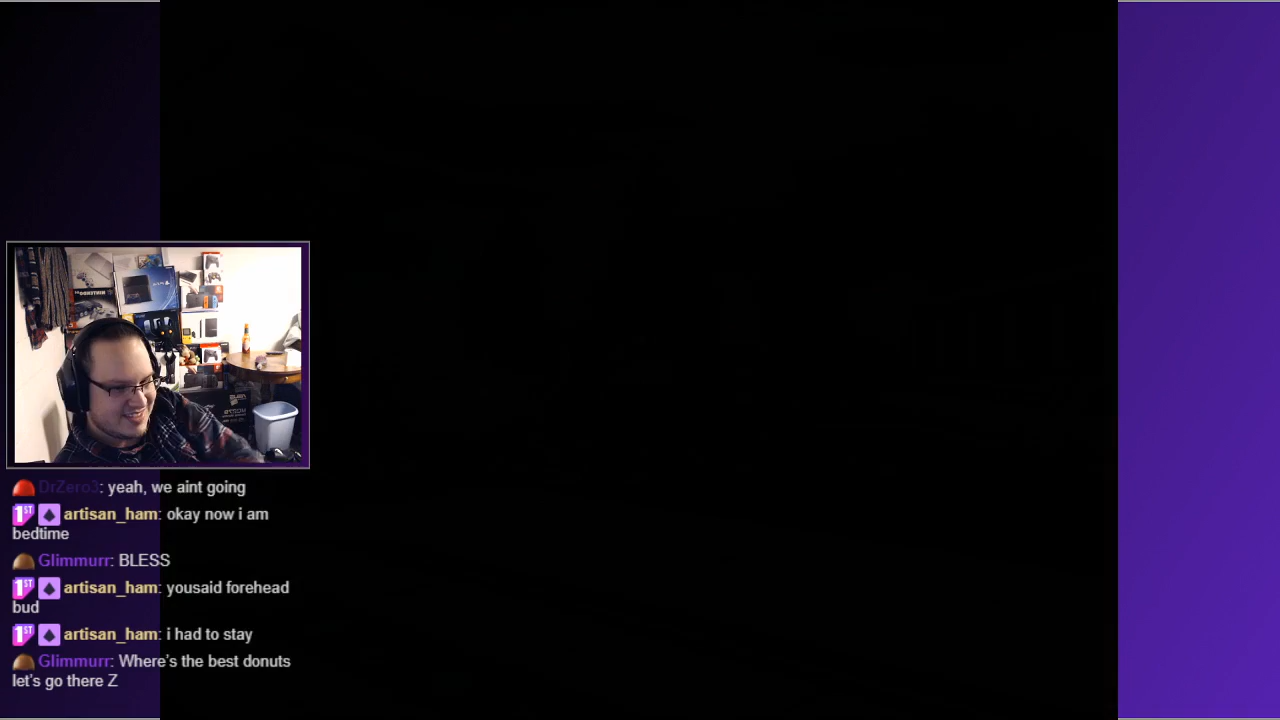 DrZero3: yeah, we aint going
1ST artisan_ham: okay now i am
bedtime
Glimmurr: BLESS
1ST artisan_ham: yousaid forehead
bud
1ST artisan_ham: i had to stay
Glimmurr: Where's the best donuts
let's go there Z